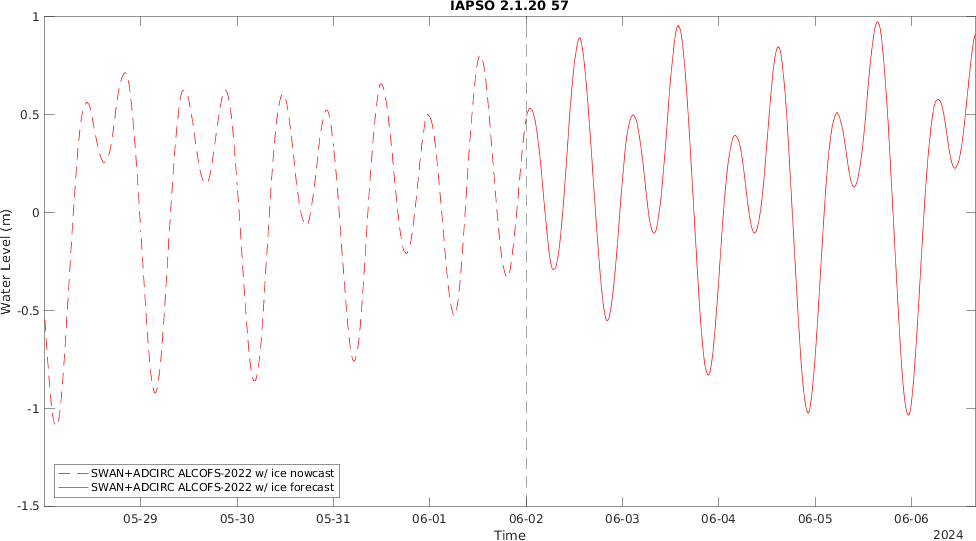 IAPSO 2.1.20 57
1
0.5
0
-0.5
-1
-1.5
Water Level (m)
SWAN+ADCIRC ALCOFS-2022 w/ ice nowcast
SWAN+ADCIRC ALCOFS-2022 w/ ice forecast
05-29 05-30 05-31 06-01 06-02 06-03 06-04 06-05 06-06
Time
2024